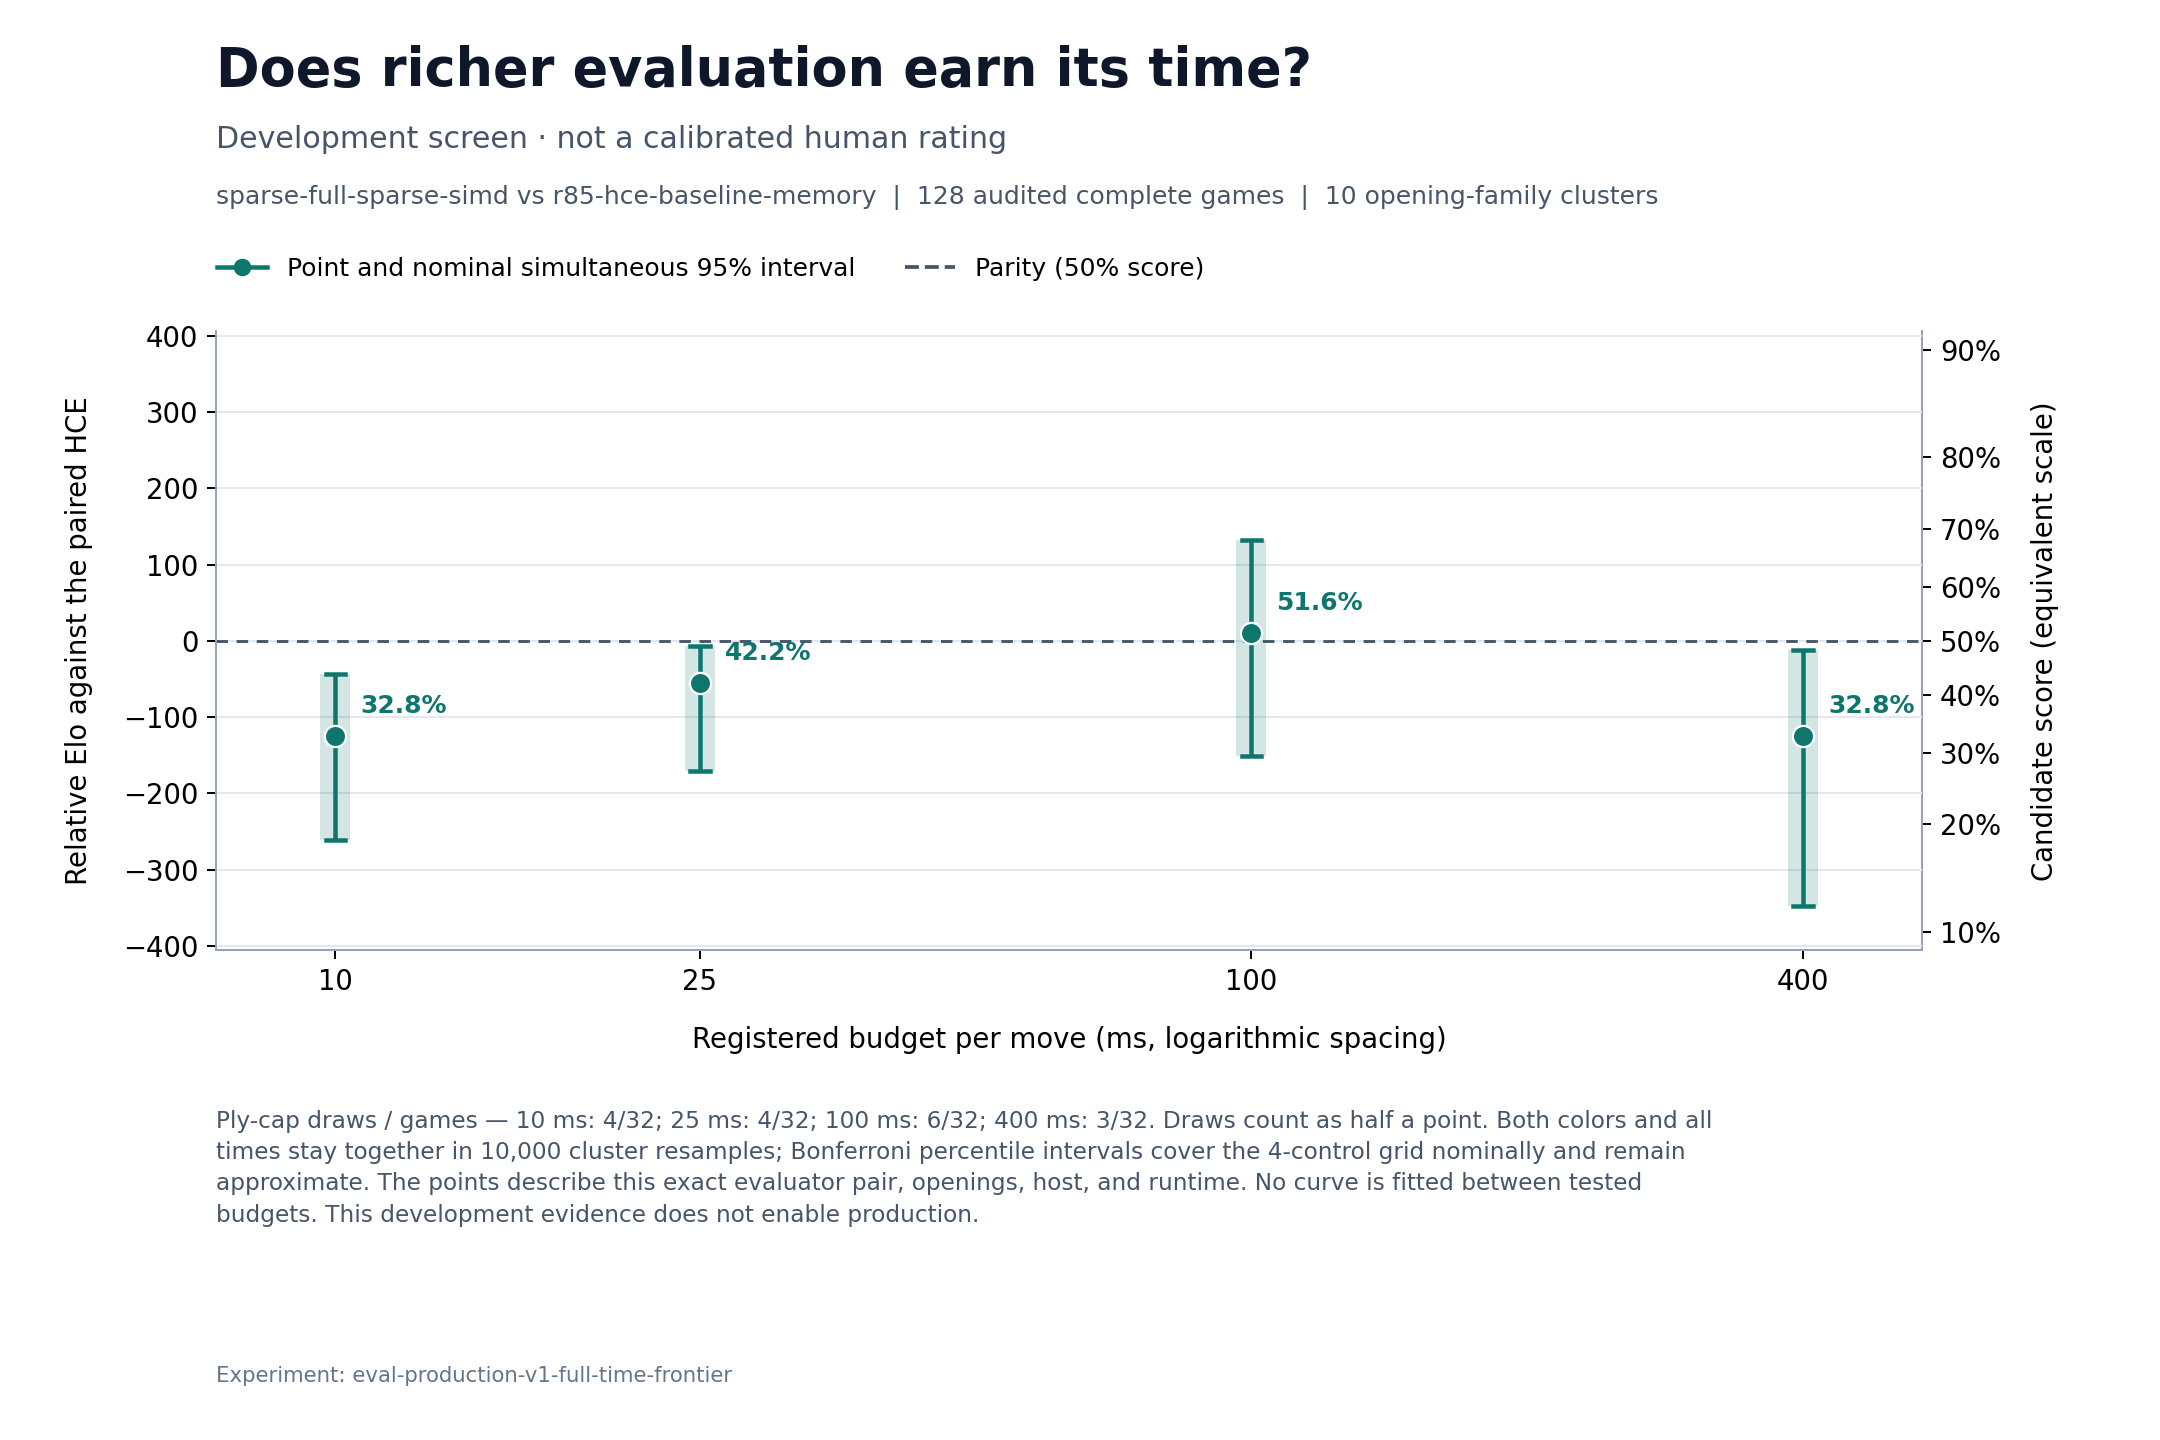 Does richer evaluation earn its time?
Development screen · not a calibrated human rating
sparse-full-sparse-simd vs r85-hce-baseline-memory | 128 audited complete games | 10 opening-family clusters
Point and nominal simultaneous 95% interval
Parity (50% score)
Relative Elo against the paired HCE
400
300
200
100
0
−100
−200
−300
−400
32.8%
42.2%
51.6%
32.8%
90%
80%
70%
60%
50%
40%
30%
20%
10%
Candidate score (equivalent scale)
10
25
100
400
Registered budget per move (ms, logarithmic spacing)
Ply-cap draws / games — 10 ms: 4/32; 25 ms: 4/32; 100 ms: 6/32; 400 ms: 3/32. Draws count as half a point. Both colors and all
times stay together in 10,000 cluster resamples; Bonferroni percentile intervals cover the 4-control grid nominally and remain
approximate. The points describe this exact evaluator pair, openings, host, and runtime. No curve is fitted between tested
budgets. This development evidence does not enable production.
Experiment: eval-production-v1-full-time-frontier